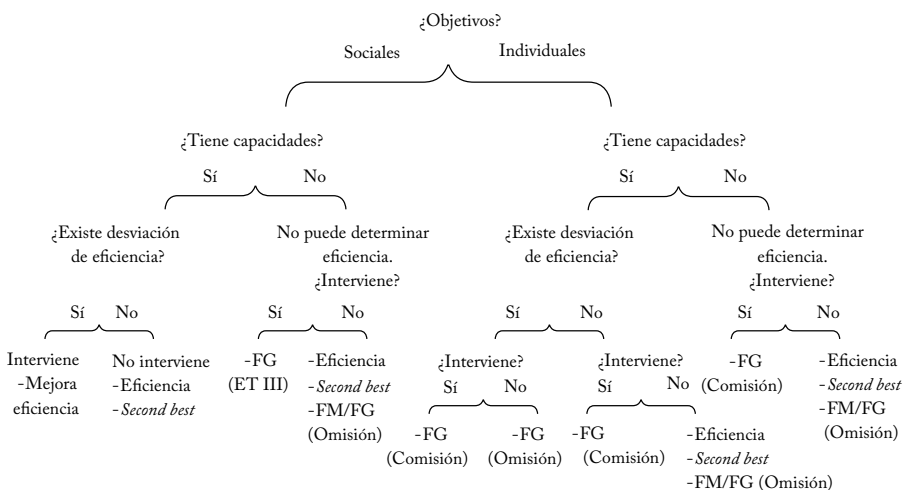 ¿Objetivos?
Sociales Individuales
¿Tiene capacidades? ¿Tiene capacidades?
Sí No Sí No
¿Existe desviación No puede determinar ¿Existe desviación No puede determinar
de eficiencia? eficiencia. de eficiencia? eficiencia.
¿Interviene? ¿Interviene?
Sí No Sí No Sí No Sí No
Interviene No interviene -FG -Eficiencia ¿Interviene? ¿Interviene? -FG -Eficiencia
-Mejora -Eficiencia (ET III) -Second best Sí No Sí No (Comisión) -Second best
eficiencia -Second best -FM/FG -FM/FG
(Omisión) -FG -FG -FG -Eficiencia (Omisión)
(Comisión) (Omisión) (Comisión) -Second best
-FM/FG (Omisión)